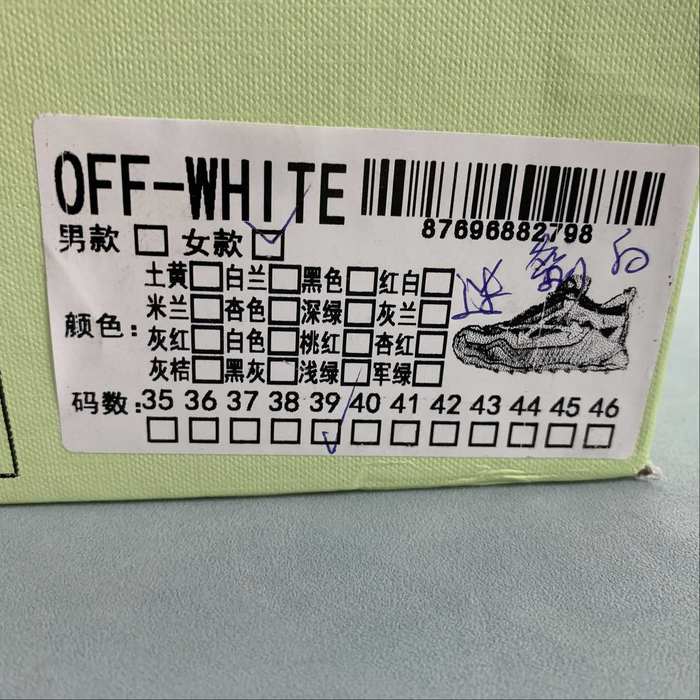 OFF-WHITE
87696882798
男款 女款
土黄 白兰 黑色 红白
米兰 杏色 深绿 灰兰
颜色:
灰红 白色 桃红 杏红
灰桔 黑灰 浅绿 军绿
码数:35 36 37 38 39 40 41 42 43 44 45 46